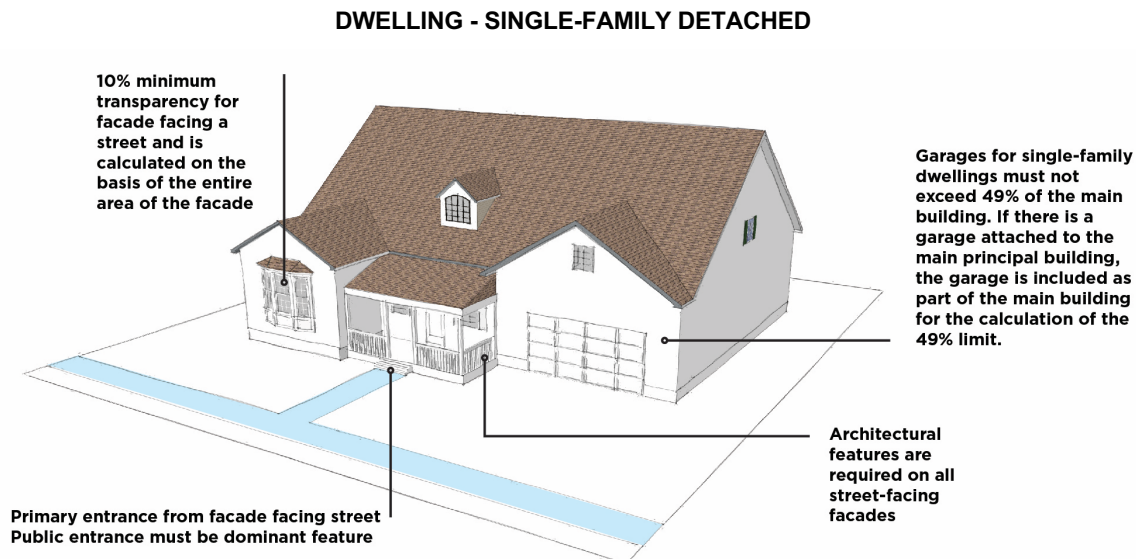 DWELLING - SINGLE-FAMILY DETACHED
10% minimum
transparency for
facade facing a
street and is
calculated on the
basis of the entire
area of the facade
Garages for single-family
dwellings must not
exceed 49% of the main
building. If there is a
garage attached to the
main principal building,
the garage is included as
part of the main building
for the calculation of the
49% limit.
Architectural
features are
required on all
street-facing
facades
Primary entrance from facade facing street
Public entrance must be dominant feature